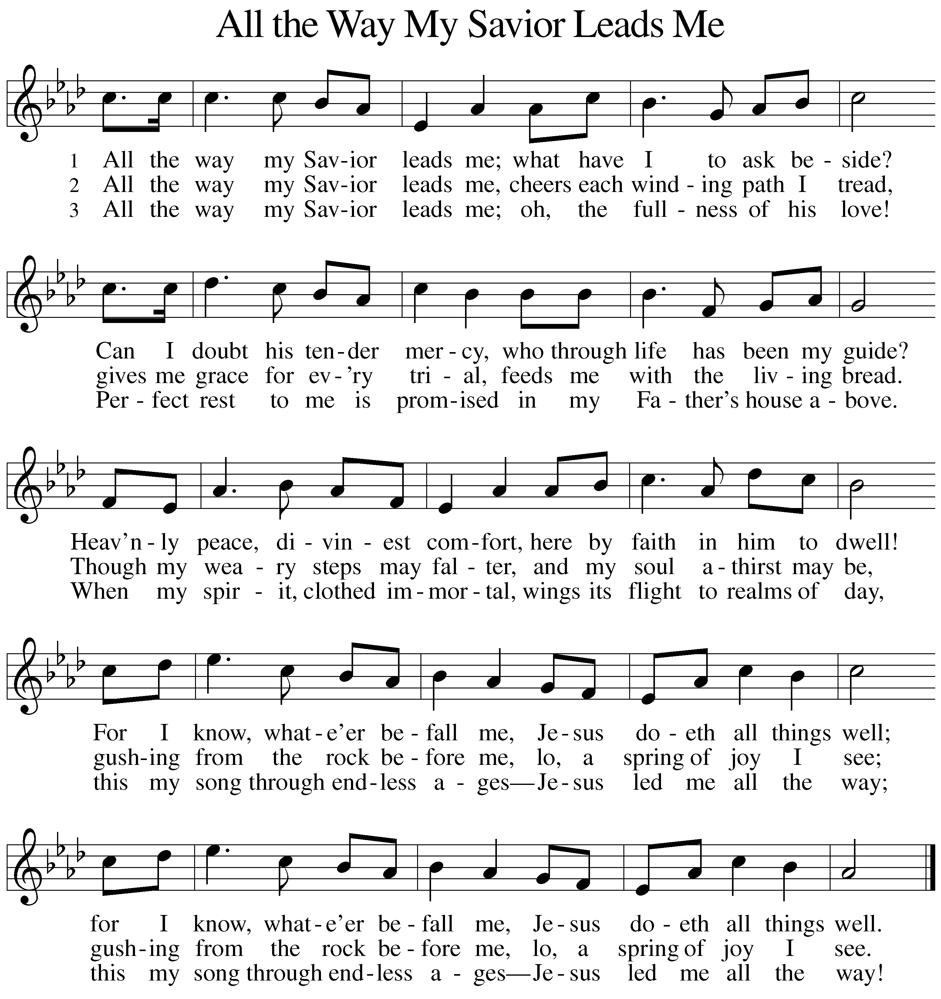 All the Way My Savior Leads Me
1 All the way my Sav-ior leads me; what have I to ask be - side?
2 All the way my Sav-ior leads me, cheers each wind - ing path I tread,
3 All the way my Sav-ior leads me; oh, the full - ness of his love!
Can I doubt his ten-der mer - cy, who through life has been my guide?
gives me grace for ev-'ry tri - al, feeds me with the liv - ing bread.
Per - fect rest to me is prom-ised in my Fa - ther's house a - bove.
Heav'n - ly peace, di - vin - est com-fort, here by faith in him to dwell!
Though my wea - ry steps may fal - ter, and my soul a-thirst may be,
When my spir - it, clothed im-mor-tal, wings its flight to realms of day,
For I know, what-e'er be - fall me, Je-sus do - eth all things well;
gush-ing from the rock be - fore me, lo, a spring of joy I see;
this my song through end-less a - ges—Je-sus led me all the way;
for I know, what-e'er be - fall me, Je-sus do - eth all things well.
gush-ing from the rock be - fore me, lo, a spring of joy I see.
this my song through end-less a - ges—Je-sus led me all the way!